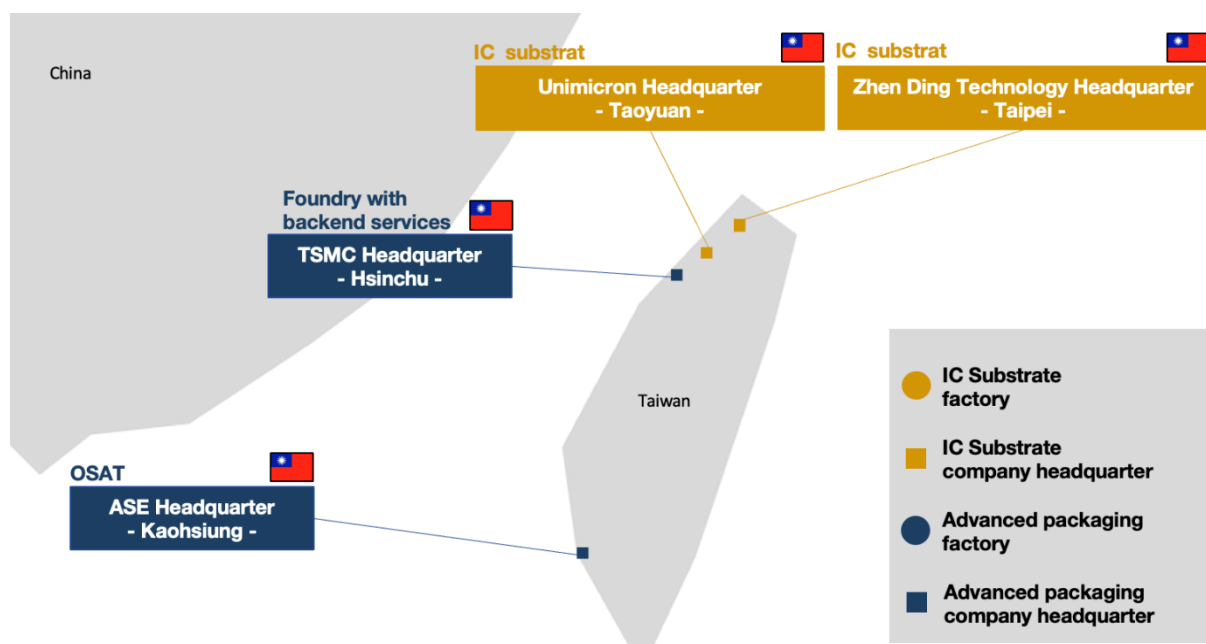 China
IC substrat
Unimicron Headquarter
- Taoyuan -
IC substrat
Zhen Ding Technology Headquarter
- Taipei -
Foundry with
backend services
TSMC Headquarter
- Hsinchu -
Taiwan
OSAT
ASE Headquarter
- Kaohsiung -
IC Substrate
factory
IC Substrate
company headquarter
Advanced packaging
factory
Advanced packaging
company headquarter